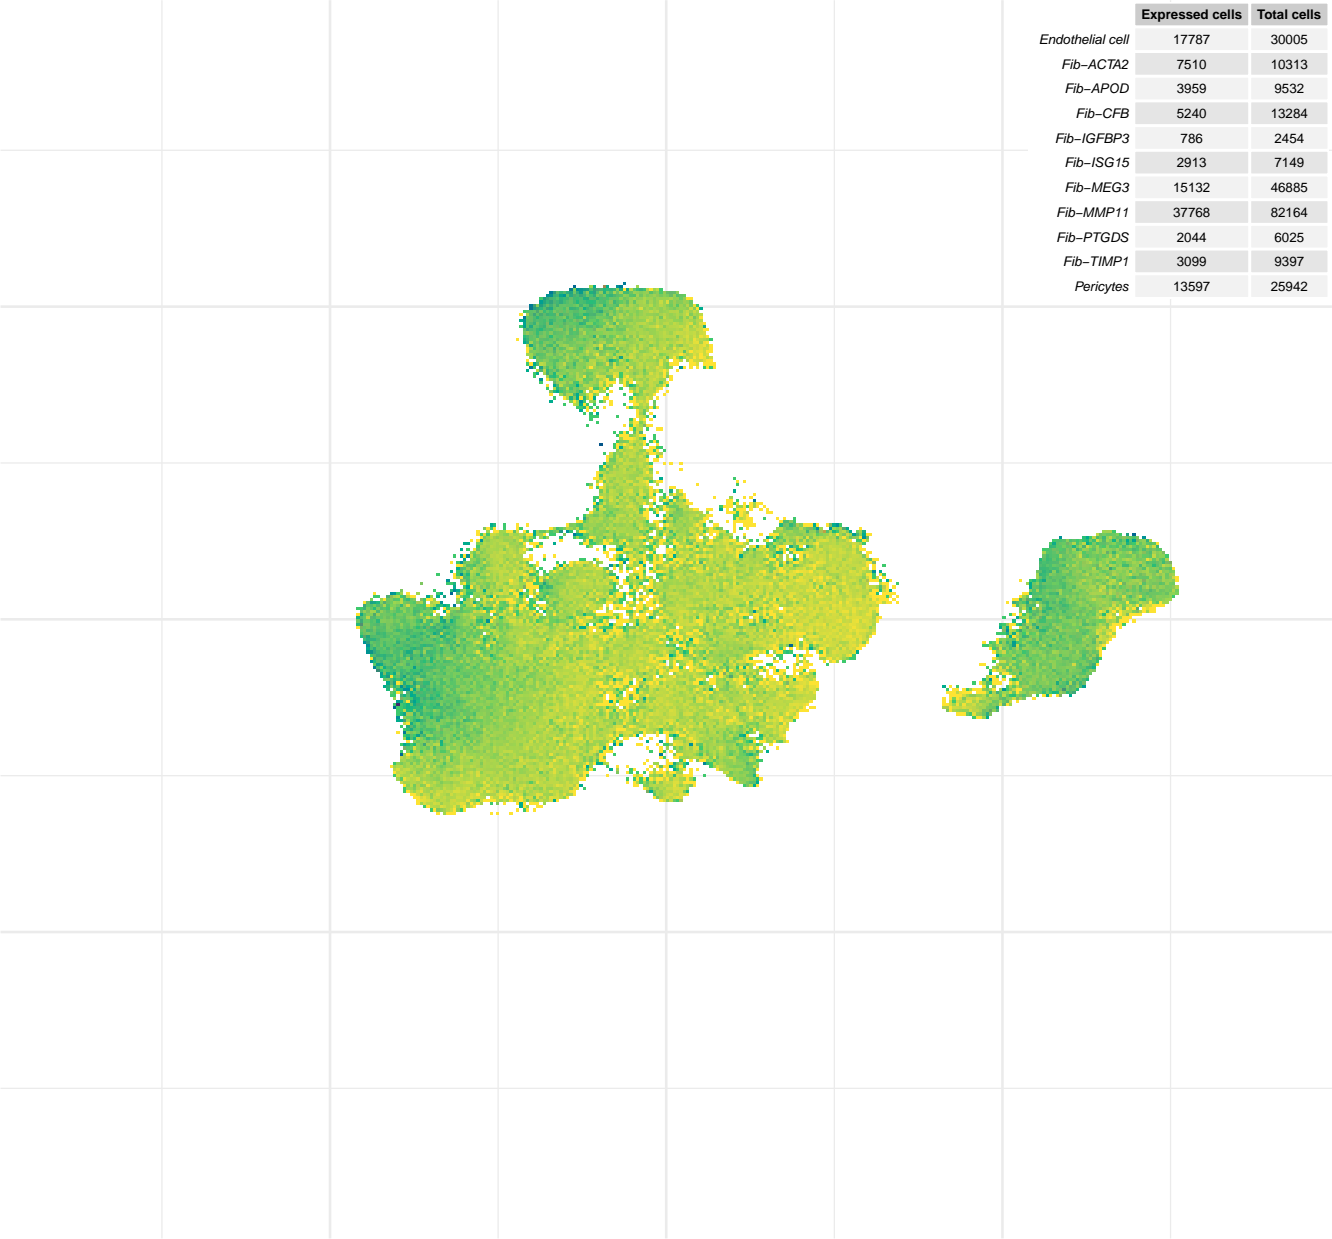 Expressed cells Total cells
Endothelial cell 17787 30005
Fib−ACTA2 7510 10313
Fib−APOD 3959 9532
Fib−CFB 5240 13284
Fib−IGFBP3 786 2454
Fib−ISG15 2913 7149
Fib−MEG3 15132 46885
Fib−MMP11 37768 82164
Fib−PTGDS 2044 6025
Fib−TIMP1 3099 9397
Pericytes 13597 25942